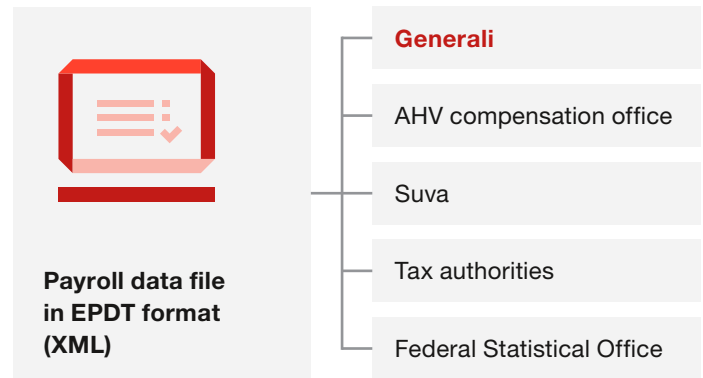 Payroll data file
in EPDT format
(XML)
Generali
AHV compensation office
Suva
Tax authorities
Federal Statistical Office